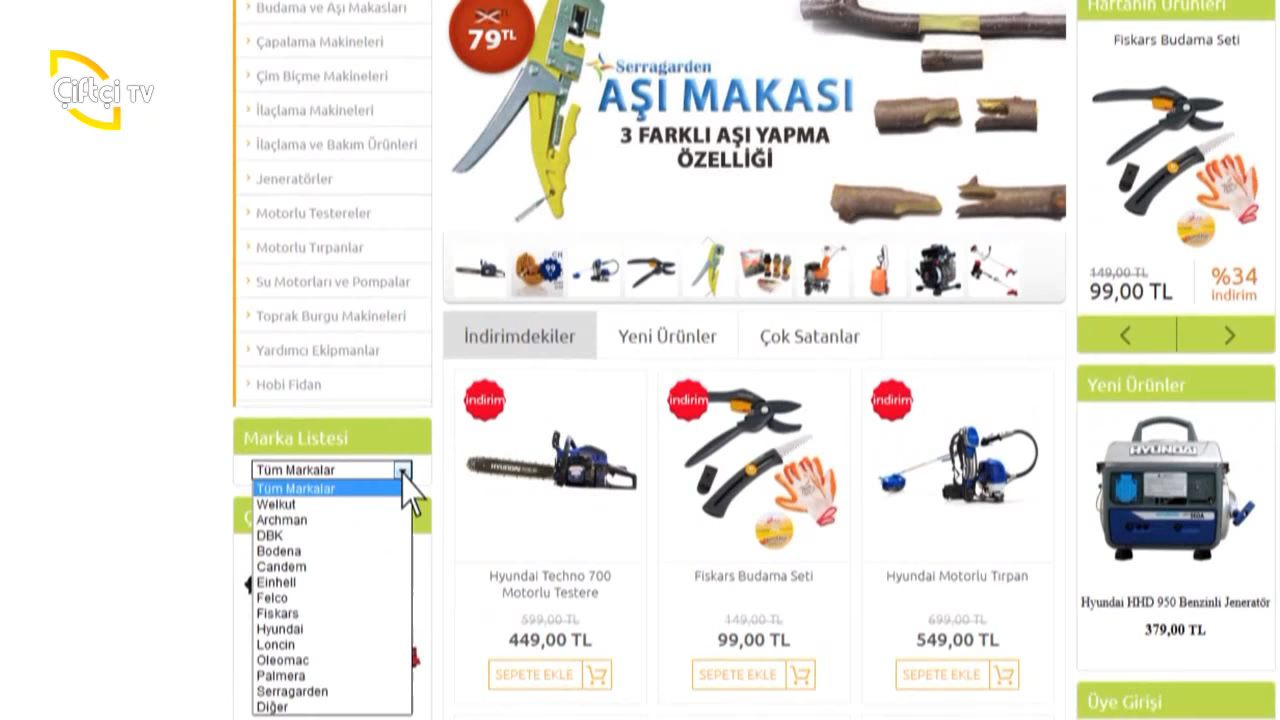 Çiftçi TV
Budama ve Aşı Makasları
Çapalama Makineleri
Çim Biçme Makineleri
İlaçlama Makineleri
İlaçlama ve Bakım Ürünleri
Jeneratörler
Motorlu Testereler
Motorlu Tırpanlar
Su Motorları ve Pompalar
Toprak Burgu Makineleri
Yardımcı Ekipmanlar
Hobi Fidan
Marka Listesi
Tüm Markalar
Tüm Markalar
Welkut
Archman
DBK
Bodena
Candem
Einhell
Felco
Fiskars
Hyundai
Loncin
Oleomac
Palmera
Serragarden
Diğer
79TL
Serragarden
AŞI MAKASI
3 FARKLI AŞI YAPMA
ÖZELLİĞİ
İndirimdekiler
Yeni Ürünler
Çok Satanlar
indirim
HYUNDAI
Hyundai Techno 700
Motorlu Testere
599,00 TL
449,00 TL
SEPETE EKLE
indirim
Fiskars Budama Seti
149,00 TL
99,00 TL
SEPETE EKLE
indirim
Hyundai Motorlu Tırpan
699,00 TL
549,00 TL
SEPETE EKLE
Haftanın Ürünleri
Fiskars Budama Seti
149,00 TL
99,00 TL
%34
indirim
Yeni Ürünler
HYUNDAI
Hyundai HHD 950 Benzinli Jeneratör
379,00 TL
Üye Girişi